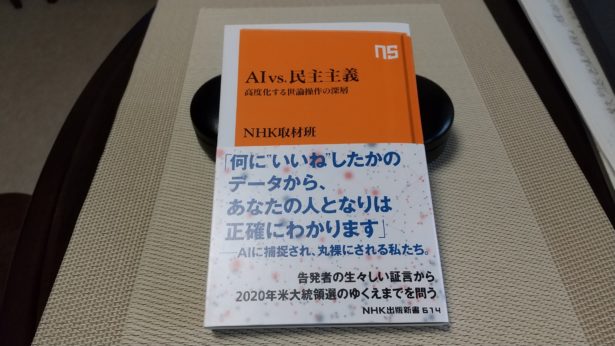 ns
AI vs.民主主義
高度化する世論操作の深層
NHK取材班
「何に"いいね"したかの
データから、
あなたの人となりは
正確にわかります」
──AIに捕捉され、丸裸にされる私たち。
告発者の生々しい証言から
2020年米大統領選のゆくえまでを問う
NHK出版新書 614